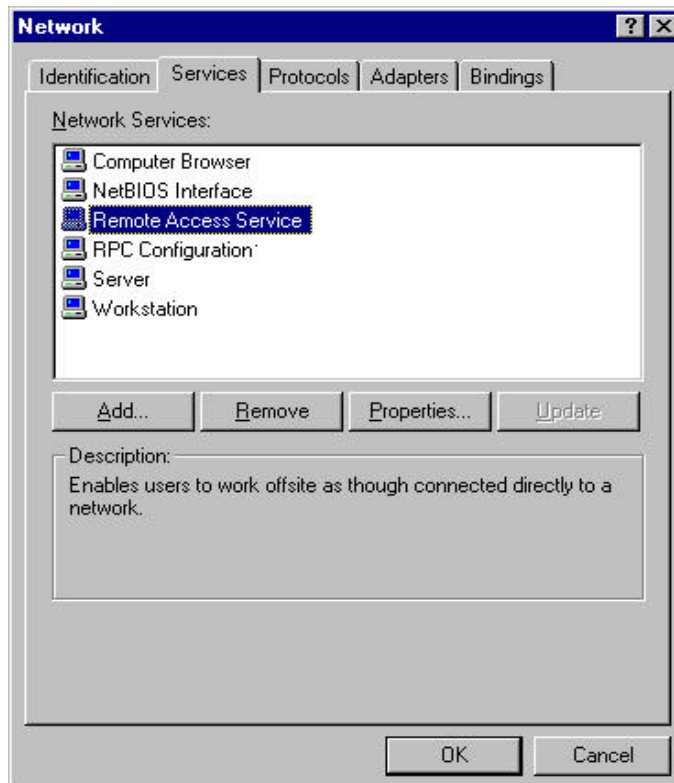 Network
Identification Services Protocols Adapters Bindings
Network Services:
Computer Browser
NetBIOS Interface
Remote Access Service
RPC Configuration
Server
Workstation
Add... Remove Properties... Update
Description:
Enables users to work offsite as though connected directly to a
network.
OK Cancel